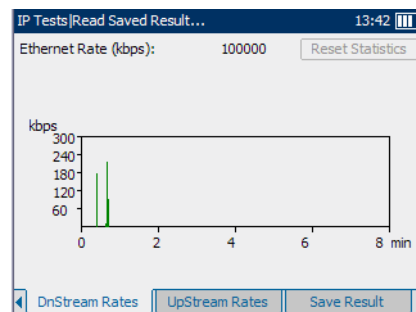 IP Tests|Read Saved Result... 13:42
Ethernet Rate (kbps): 100000 Reset Statistics
kbps
300
240
180
120
60
0 2 4 6 8 min
DnStream Rates UpStream Rates Save Result